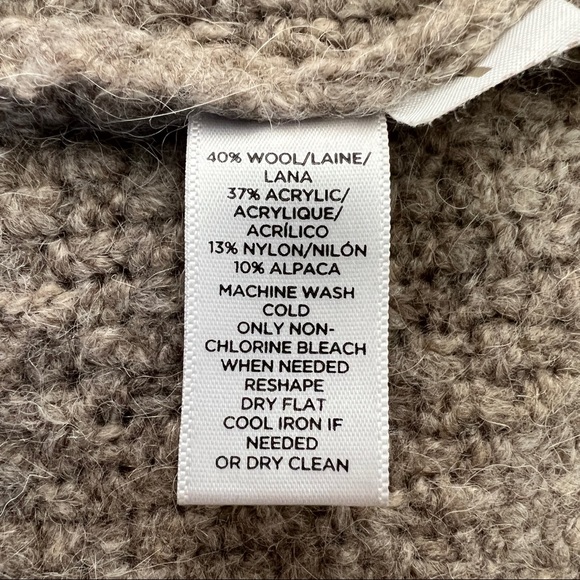 40% WOOL/LAINE/
LANA
37% ACRYLIC/
ACRYLIQUE/
ACRÍLICO
13% NYLON/NILÓN
10% ALPACA
MACHINE WASH
COLD
ONLY NON-
CHLORINE BLEACH
WHEN NEEDED
RESHAPE
DRY FLAT
COOL IRON IF
NEEDED
OR DRY CLEAN